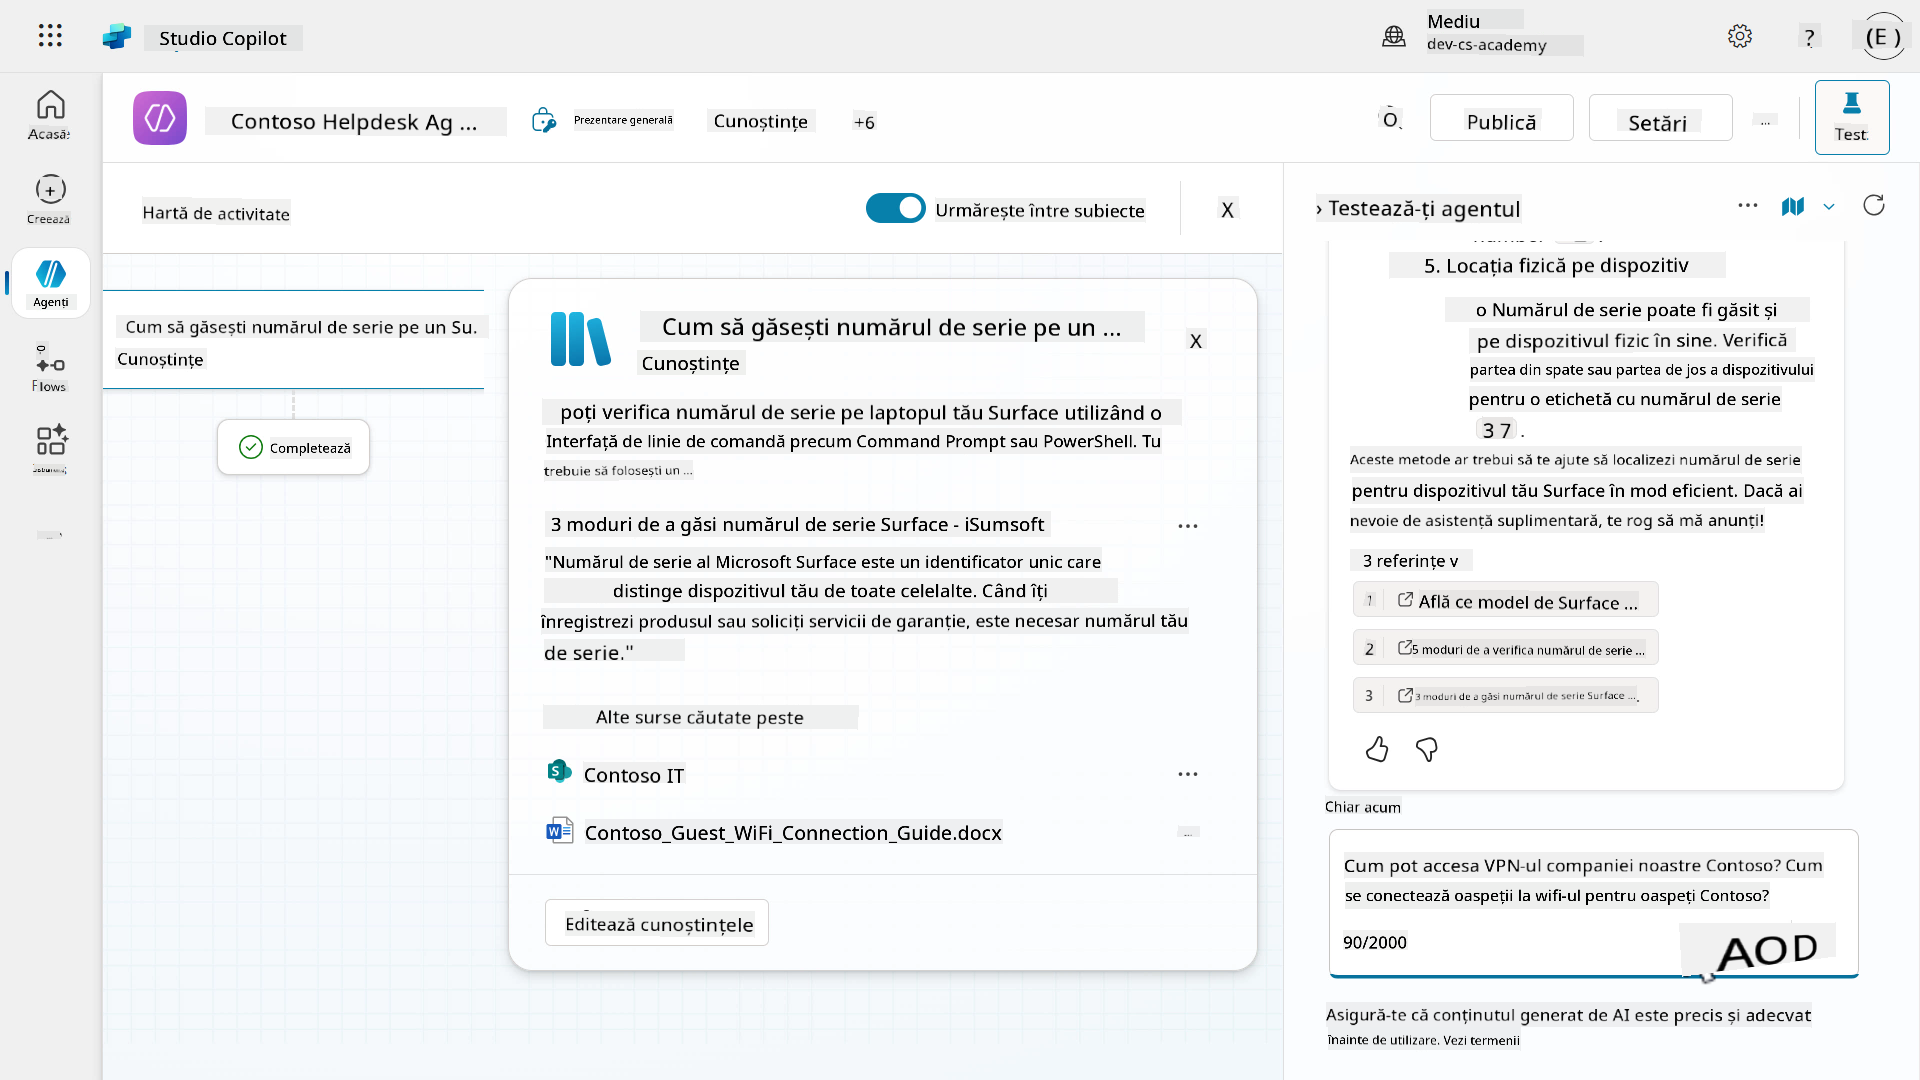 Studio Copilot
Mediu
dev-cs-academy
?
(E )
Acasă:
Creează
Agenți
Flows
Contoso Helpdesk Ag ...
Prezentare generală
Cunoștințe
+6
Publică
Setări
...
Test
Hartă de activitate
Urmărește între subiecte
X
Cum să găsești numărul de serie pe un Su.
Cunoștințe
Completează
Cum să găsești numărul de serie pe un ...
Cunoștințe
X
poți verifica numărul de serie pe laptopul tău Surface utilizând o
Interfață de linie de comandă precum Command Prompt sau PowerShell. Tu
trebuie să folosești un ...
3 moduri de a găsi numărul de serie Surface - iSumsoft
"Numărul de serie al Microsoft Surface este un identificator unic care
distinge dispozitivul tău de toate celelalte. Când îți
înregistrezi produsul sau soliciți servicii de garanție, este necesar numărul tău
de serie."
Alte surse căutate peste
Contoso IT
Contoso_Guest_WiFi_Connection_Guide.docx
Editează cunoștințele
› Testează-ți agentul
5. Locația fizică pe dispozitiv
o Numărul de serie poate fi găsit și
pe dispozitivul fizic în sine. Verifică
partea din spate sau partea de jos a dispozitivului
pentru o etichetă cu numărul de serie
3 7 .
Aceste metode ar trebui să te ajute să localizezi numărul de serie
pentru dispozitivul tău Surface în mod eficient. Dacă ai
nevoie de asistență suplimentară, te rog să mă anunți!
3 referințe v
1 Află ce model de Surface ...
2 5 moduri de a verifica numărul de serie ...
3 3 moduri de a găsi numărul de serie Surface ...
Chiar acum
Cum pot accesa VPN-ul companiei noastre Contoso? Cum
se conectează oaspeții la wifi-ul pentru oaspeți Contoso?
90/2000
AOD
Asigură-te că conținutul generat de AI este precis și adecvat
înainte de utilizare. Vezi termenii